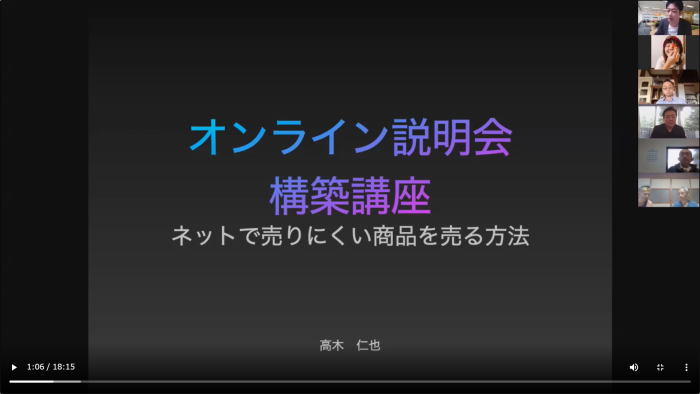 オンライン説明会
構築講座
ネットで売りにくい商品を売る方法
高木 仁也
1:06 / 18:15